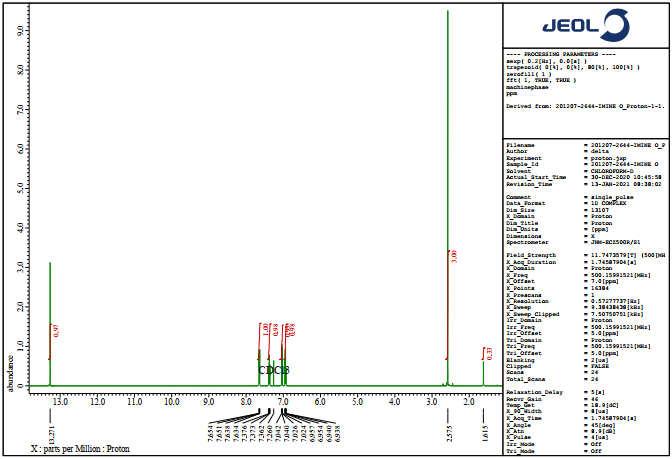 JEOL
---- PROCESSING PARAMETERS ----
sexp( 0.2[Hz], 0.0[s] )
trapezoid( 0[%], 0[%], 80[%], 100[%] )
zerofill( 1 )
fft( 1, TRUE, TRUE )
machinephase
ppm
Derived from: 201207-2644-IMINE O_Proton-1-1.
Filename = 201207-2644-IMINE O_P
Author = delta
Experiment = proton.jxp
Sample_Id = 201207-2644-IMINE O
Solvent = CHLOROFORM-D
Actual_Start_Time = 30-DEC-2020 10:45:58
Revision_Time = 13-JAN-2021 08:38:02
Comment = single_pulse
Data_Format = 1D COMPLEX
Dim_Size = 13107
X_Domain = Proton
Dim_Title = Proton
Dim_Units = [ppm]
Dimensions = X
Spectrometer = JNM-ECZ500R/S1
Field_Strength = 11.7473579[T] (500[MH
X_Acq_Duration = 1.74587904[s]
X_Domain = Proton
X_Freq = 500.15991521[MHz]
X_Offset = 7.0[ppm]
X_Points = 16384
X_Prescans = 1
X_Resolution = 0.57277737[Hz]
X_Sweep = 9.38438438[kHz]
X_Sweep_Clipped = 7.50750751[kHz]
Irr_Domain = Proton
Irr_Freq = 500.15991521[MHz]
Irr_Offset = 5.0[ppm]
Tri_Domain = Proton
Tri_Freq = 500.15991521[MHz]
Tri_Offset = 5.0[ppm]
Blanking = 2[us]
Clipped = FALSE
Scans = 24
Total_Scans = 24
Relaxation_Delay = 5[s]
Recvr_Gain = 46
Temp_Get = 18.9[dC]
X_90_Width = 8[us]
X_Acq_Time = 1.74587904[s]
X_Angle = 45[deg]
X_Atn = 8.9[dB]
X_Pulse = 4[us]
Irr_Mode = Off
Tri_Mode = Off
abundance
9.0
8.0
7.0
6.0
5.0
4.0
3.0
2.0
1.0
0
0.97
1.00
0.98
0.98
3.00
0.33
CDCl3
13.0
12.0
11.0
10.0
9.0
8.0
7.0
6.0
5.0
4.0
3.0
2.0
1.0
0
13.271
7.654
7.651
7.638
7.634
7.376
7.373
7.362
7.260
7.042
7.040
7.026
7.024
6.957
6.954
6.940
6.938
2.575
1.615
X : parts per Million : Proton